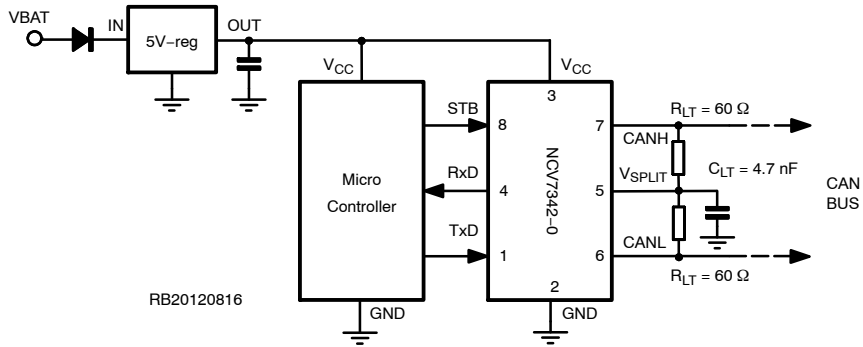 VBAT
IN
5V−reg
OUT
VCC
VCC
3
STB
8
7
RLT = 60 Ω
CANH
RxD
4
NCV7342−0
VSPLIT
5
CLT = 4.7 nF
Micro
Controller
CAN
BUS
TxD
1
6
CANL
RLT = 60 Ω
2
RB20120816
GND
GND